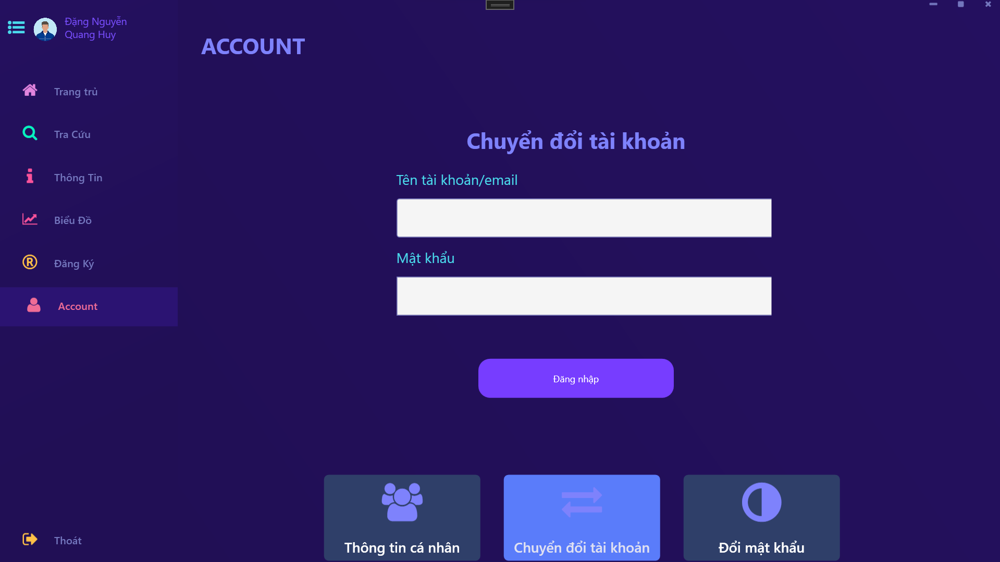 Đặng Nguyễn
Quang Huy
ACCOUNT
Trang trủ
Tra Cứu
Thông Tin
Biểu Đồ
Đăng Ký
Account
Thoát
Chuyển đổi tài khoản
Tên tài khoản/email
Mật khẩu
Đăng nhập
Thông tin cá nhân
Chuyển đổi tài khoản
Đổi mật khẩu